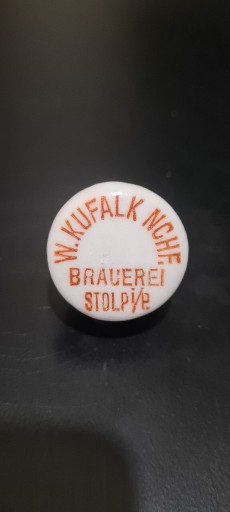 W. KUFALK NCHF.
BRAUEREI
STOLP i/P.